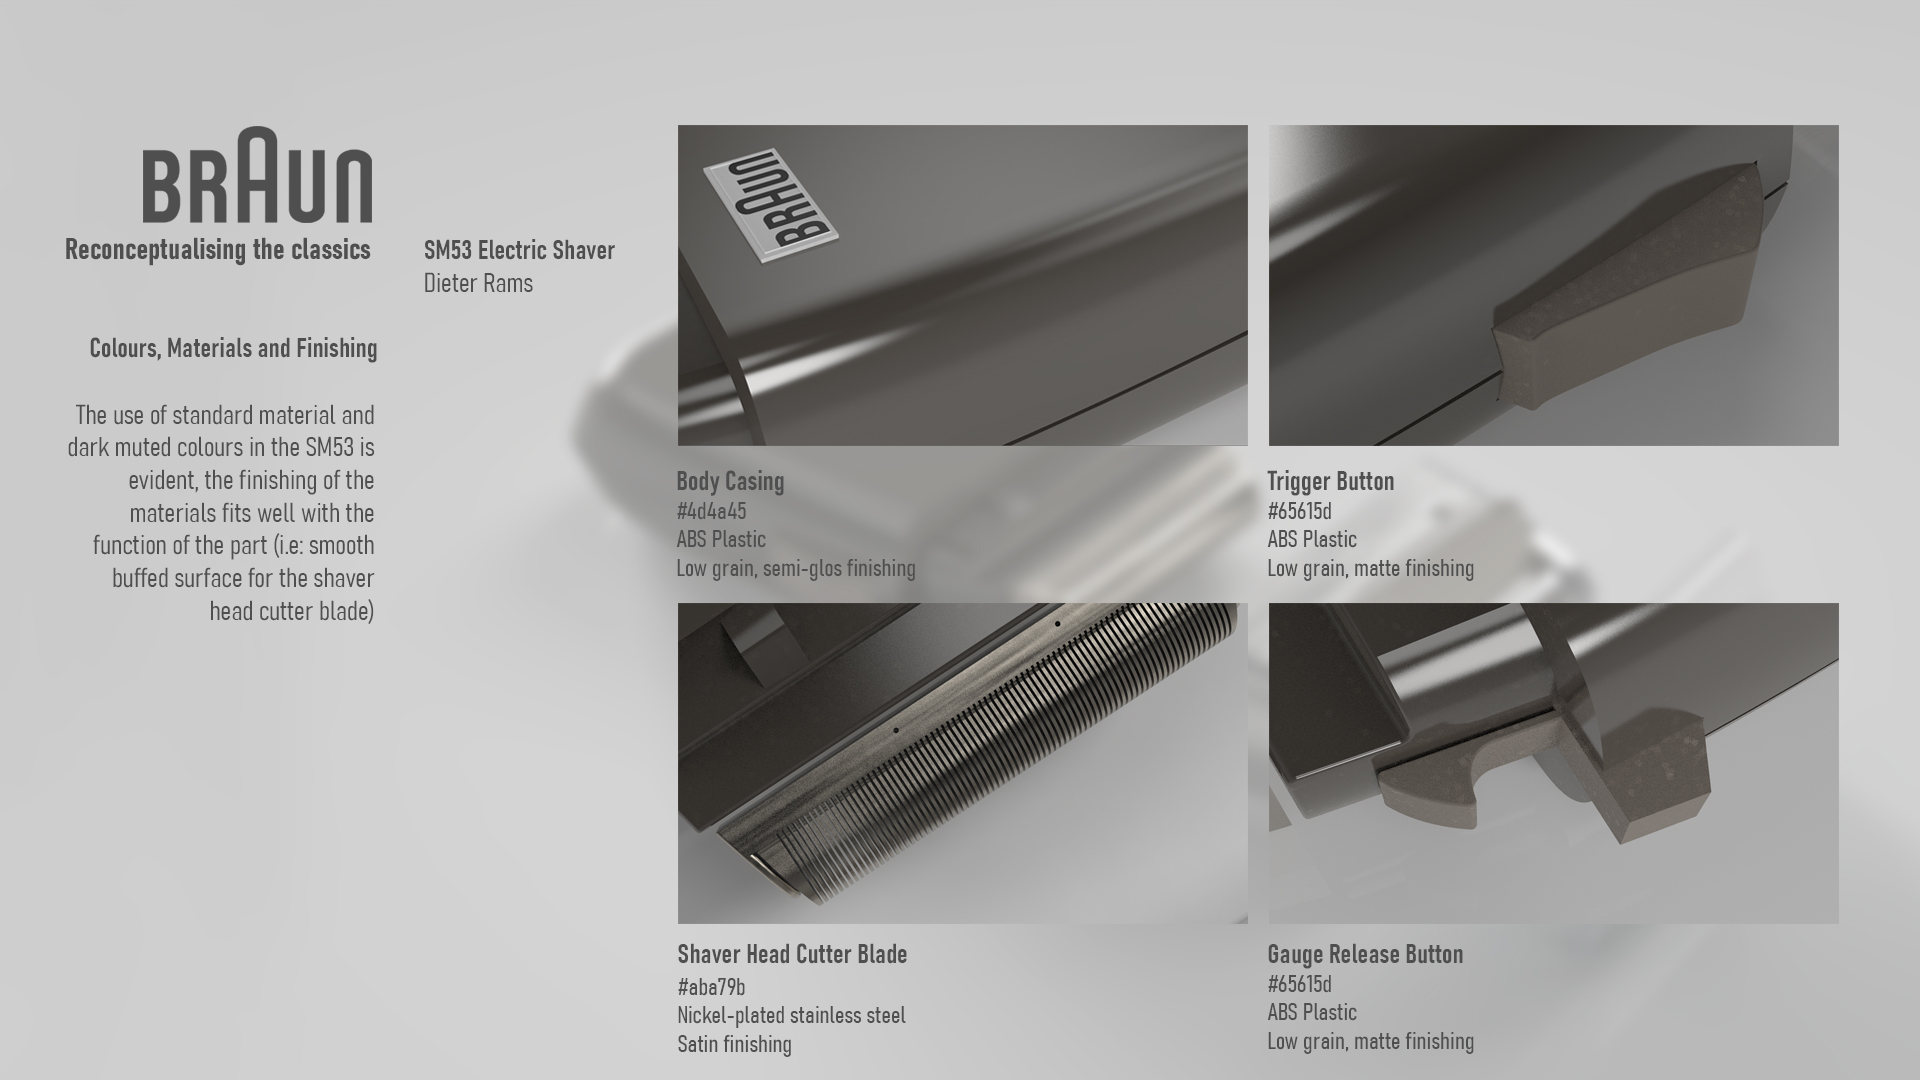 BRAUN
Reconceptualising the classics
SM53 Electric Shaver
Dieter Rams
Colours, Materials and Finishing
The use of standard material and
dark muted colours in the SM53 is
evident, the finishing of the
materials fits well with the
function of the part (i.e: smooth
buffed surface for the shaver
head cutter blade)
BRAUN
Body Casing
#4d4a45
ABS Plastic
Low grain, semi-glos finishing
Trigger Button
#65615d
ABS Plastic
Low grain, matte finishing
Shaver Head Cutter Blade
#aba79b
Nickel-plated stainless steel
Satin finishing
Gauge Release Button
#65615d
ABS Plastic
Low grain, matte finishing